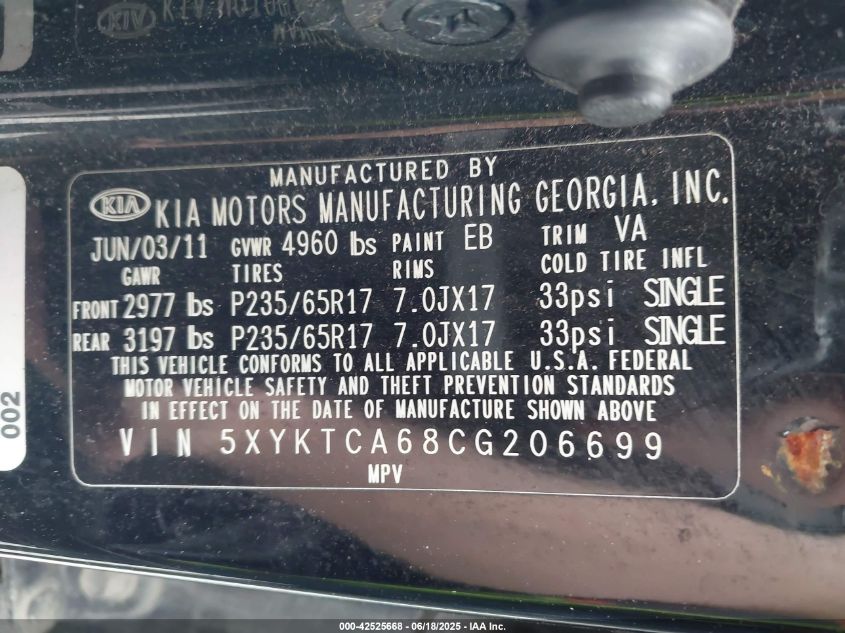 MANUFACTURED BY
KIA KIA MOTORS MANUFACTURING GEORGIA, INC.
JUN/03/11 GVWR 4960 lbs PAINT EB TRIM VA
GAWR TIRES RIMS COLD TIRE INFL
FRONT 2977 lbs P235/65R17 7.0JX17 33psi SINGLE
REAR 3197 lbs P235/65R17 7.0JX17 33psi SINGLE
THIS VEHICLE CONFORMS TO ALL APPLICABLE U.S.A. FEDERAL
MOTOR VEHICLE SAFETY AND THEFT PREVENTION STANDARDS
IN EFFECT ON THE DATE OF MANUFACTURE SHOWN ABOVE
VIN 5XYKTCA68CG206699
MPV
002
000-42525668 - 06/18/2025 - IAA Inc.